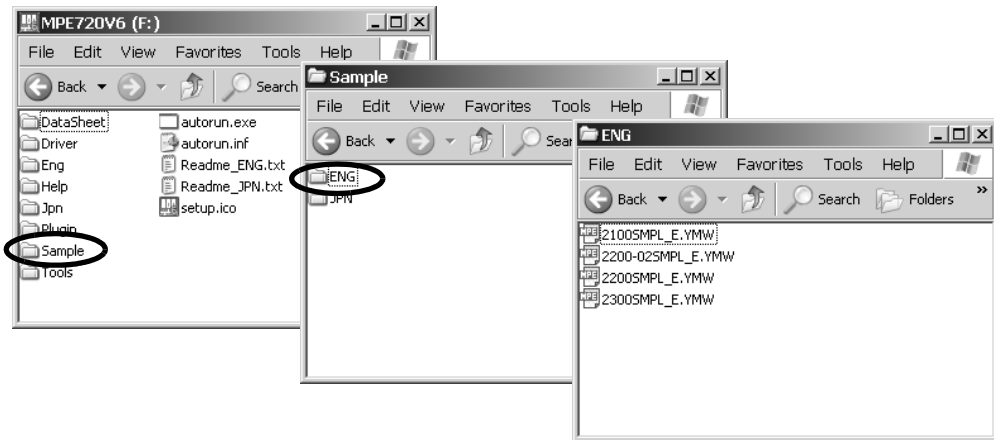 MPE720V6 (F:)
File Edit View Favorites Tools Help
Back Search
DataSheet autorun.exe
Driver autorun.inf
Eng Readme_ENG.txt
Help Readme_JPN.txt
Jpn setup.ico
Plugin
Sample
Tools
Sample
File Edit View Favorites Tools Help
Back
ENG
JPN
ENG
File Edit View Favorites Tools Help
Back Search Folders »
2100SMPL_E.YMW
2200-02SMPL_E.YMW
2200SMPL_E.YMW
2300SMPL_E.YMW